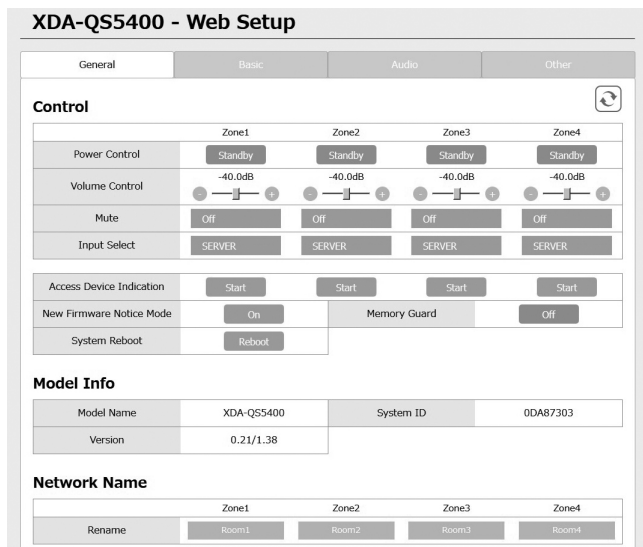 XDA-QS5400 - Web Setup
General Basic Audio Other
Control
Zone1 Zone2 Zone3 Zone4
Power Control Standby Standby Standby Standby
-40.0dB -40.0dB -40.0dB -40.0dB
Volume Control - + - + - + - +
Mute Off Off Off Off
Input Select SERVER SERVER SERVER SERVER
Access Device Indication Start Start Start Start
New Firmware Notice Mode On Memory Guard Off
System Reboot Reboot
Model Info
Model Name XDA-QS5400 System ID 0DA87303
Version 0.21/1.38
Network Name
Zone1 Zone2 Zone3 Zone4
Rename Room1 Room2 Room3 Room4